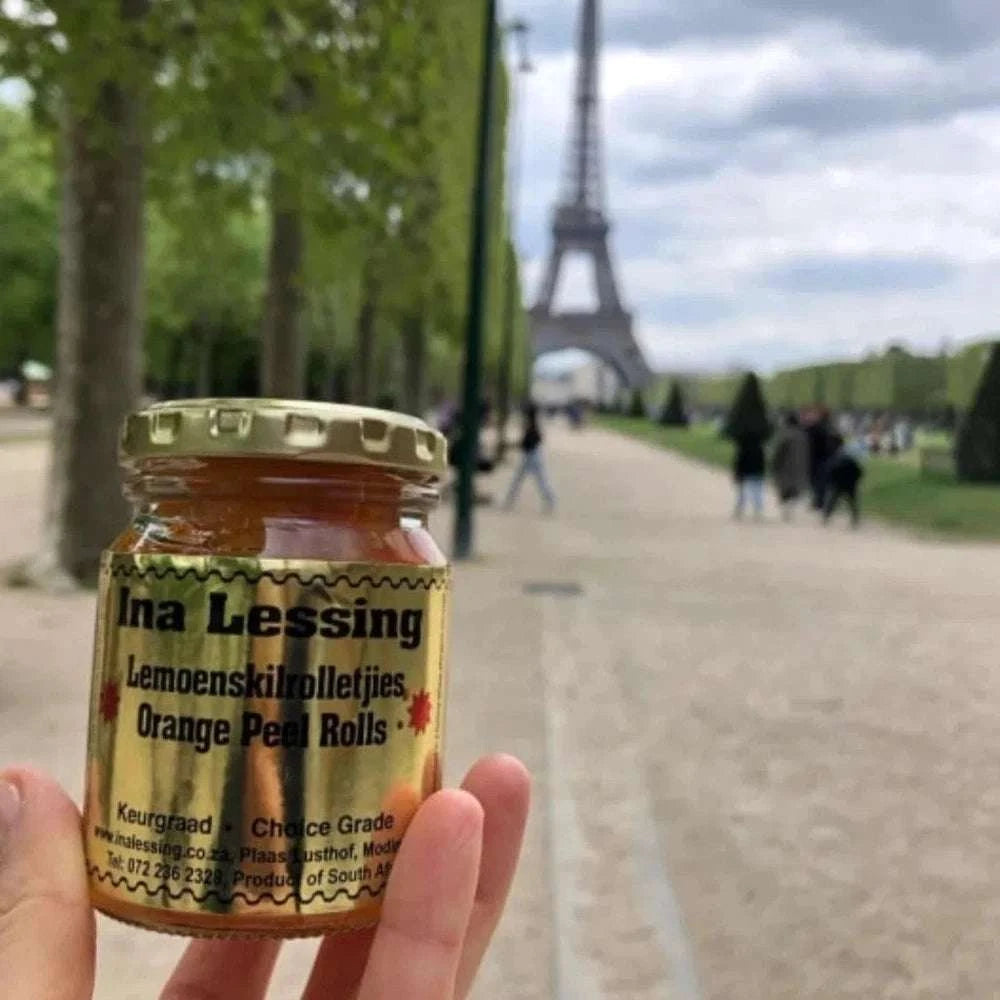 Ina Lessing
Lemoenskilrolletjies,
Orange Peel Rolls
Keurgraad • Choice Grade
www.inalessing.co.za, Plaas Lusthof,
Tel: 072 236 2328, Product of South